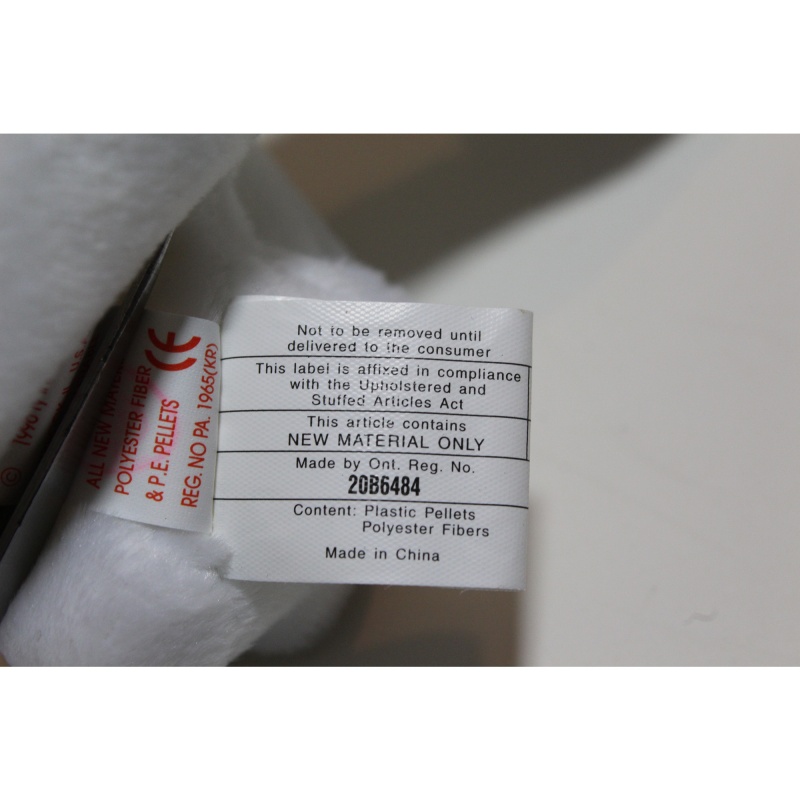 Not to be removed until
delivered to the consumer
This label is affixed in compliance
with the Upholstered and
Stuffed Articles Act
This article contains
NEW MATERIAL ONLY
Made by Ont. Reg. No.
20B6484
Content: Plastic Pellets
Polyester Fibers
Made in China
CE
ALL NEW
POLYESTER FIBER
& P.E. PELLETS
REG. NO PA. 1965(KR)
©